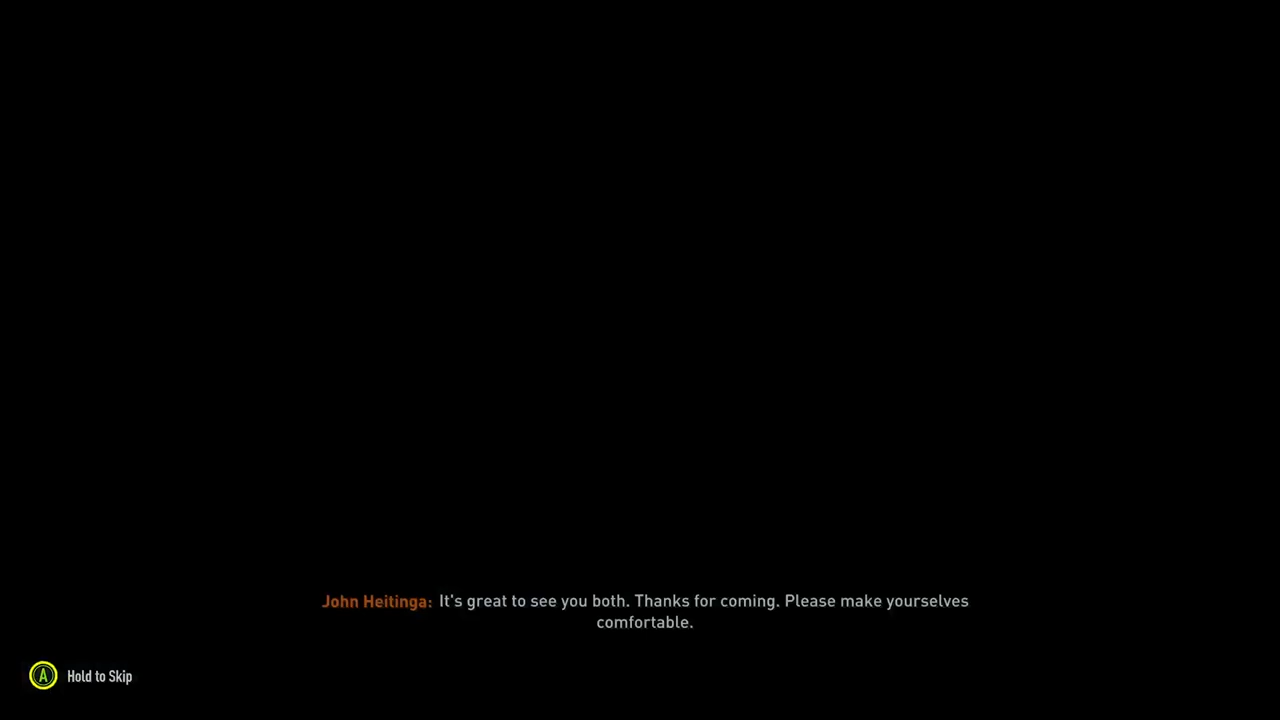 John Heitinga: It's great to see you both. Thanks for coming. Please make yourselves
comfortable.
A Hold to Skip